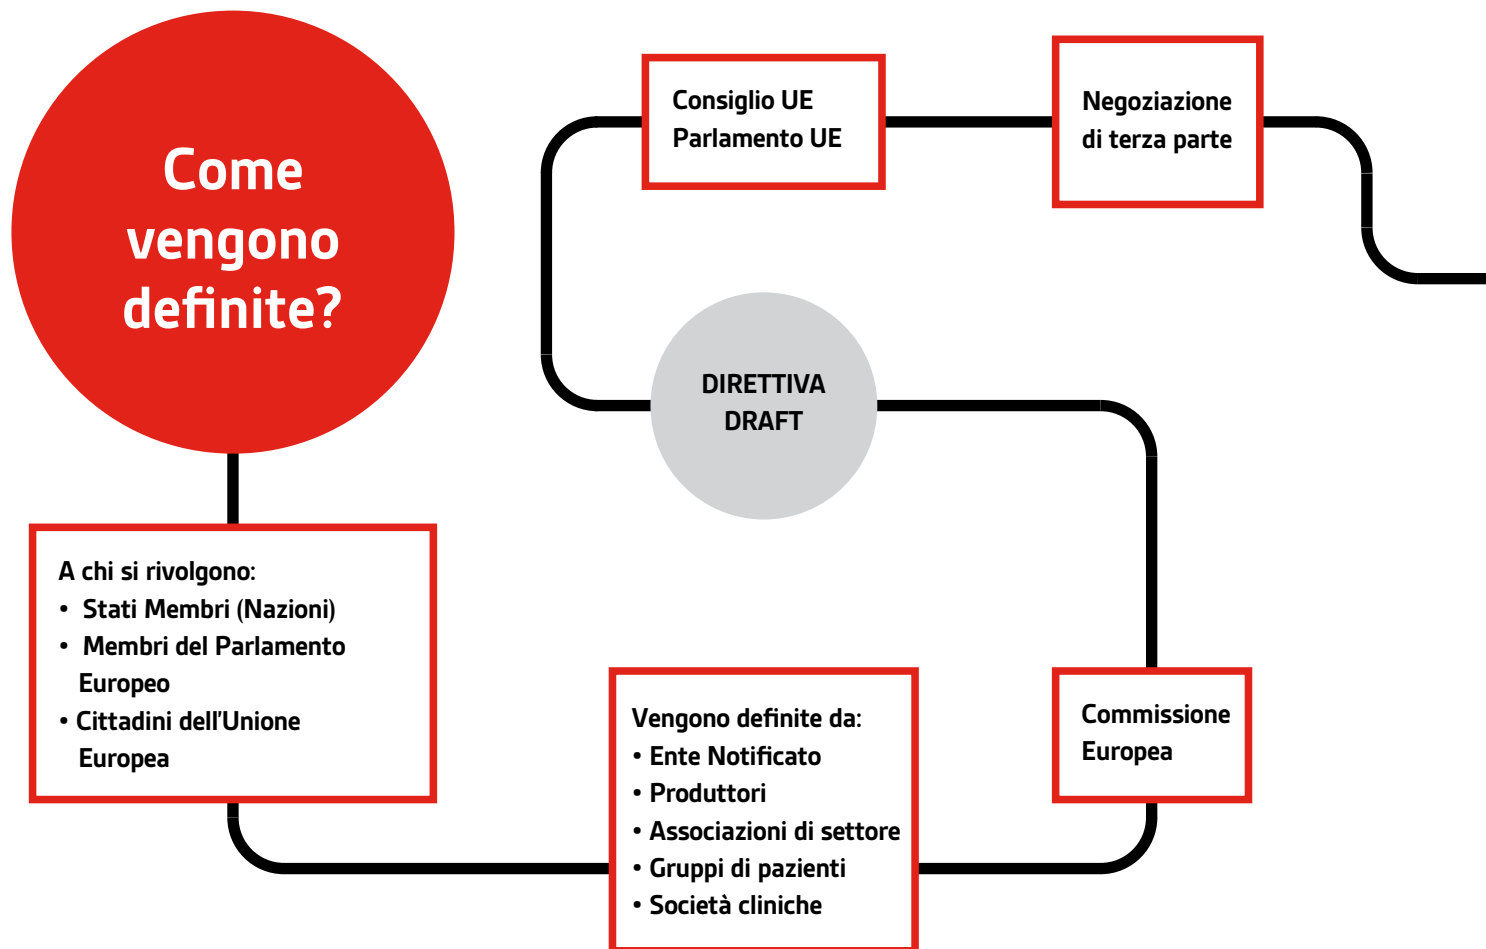 Come
vengono
definite?
A chi si rivolgono:
• Stati Membri (Nazioni)
• Membri del Parlamento
Europeo
• Cittadini dell'Unione
Europea
Vengono definite da:
• Ente Notificato
• Produttori
• Associazioni di settore
• Gruppi di pazienti
• Società cliniche
Commissione
Europea
DIRETTIVA
DRAFT
Consiglio UE
Parlamento UE
Negoziazione
di terza parte